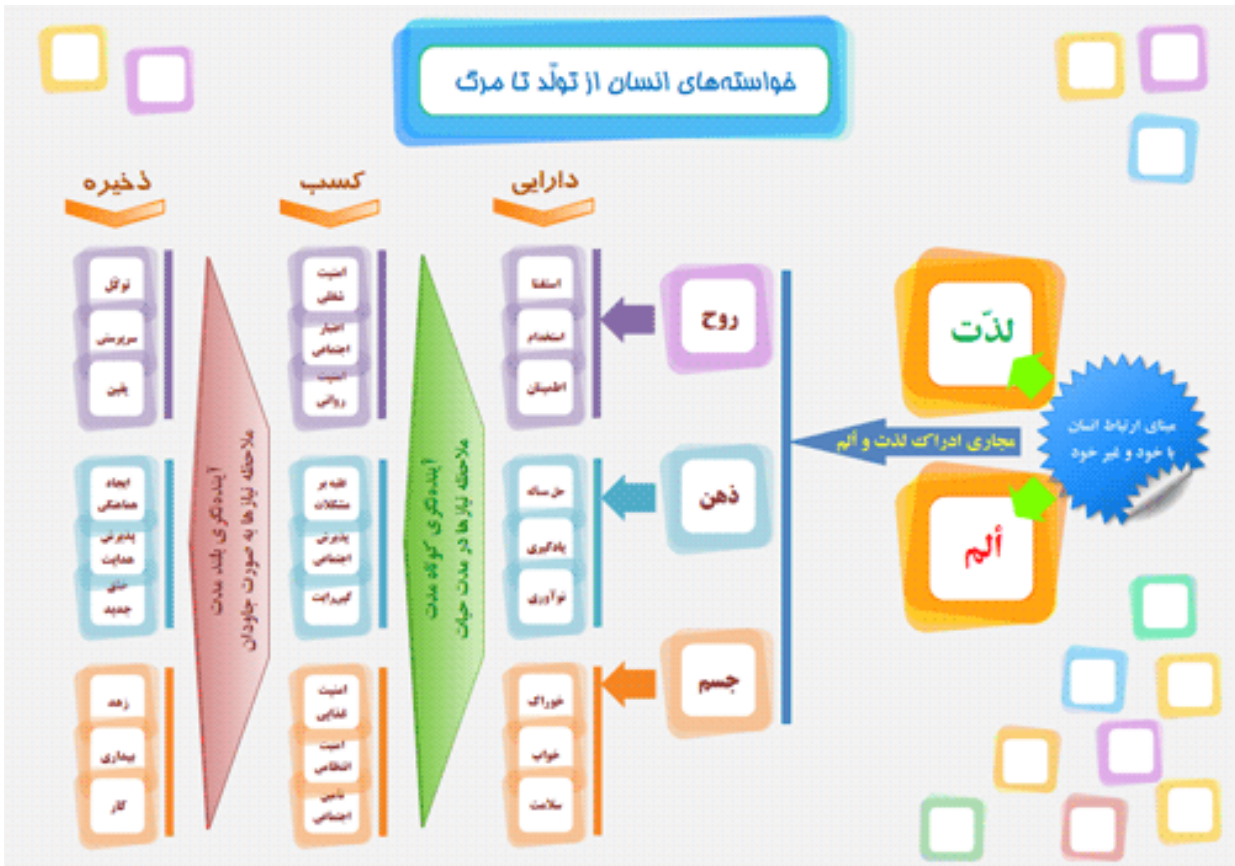 خواسته‌های انسان از تولّد تا مرگ
دارایی
کسب
ذخیره
لذّت
ألم
مبنای ارتباط انسان
با خود و غیر خود
مجاری ادراک لذت و ألم
روح
استغنا
استخدام
اطمینان
ذهن
حل مساله
یادگیری
نوآوری
جسم
خوراک
خواب
سلامت
آینده‌نگری کوتاه مدت
ملاحظه نیازها در مدت حیات
امنیت
شغلی
اعتبار
اجتماعی
امنیت
روانی
غلبه بر
مشکلات
پذیرش
اجتماعی
کپی‌رایت
امنیت
غذایی
امنیت
انتظامی
تأمین
اجتماعی
آینده‌نگری بلند مدت
ملاحظه نیازها به صورت جاودان
توکّل
سرپرستی
یقین
ایجاد
هماهنگی
پذیرش
هدایت
خلق
جدید
زهد
بیداری
کار